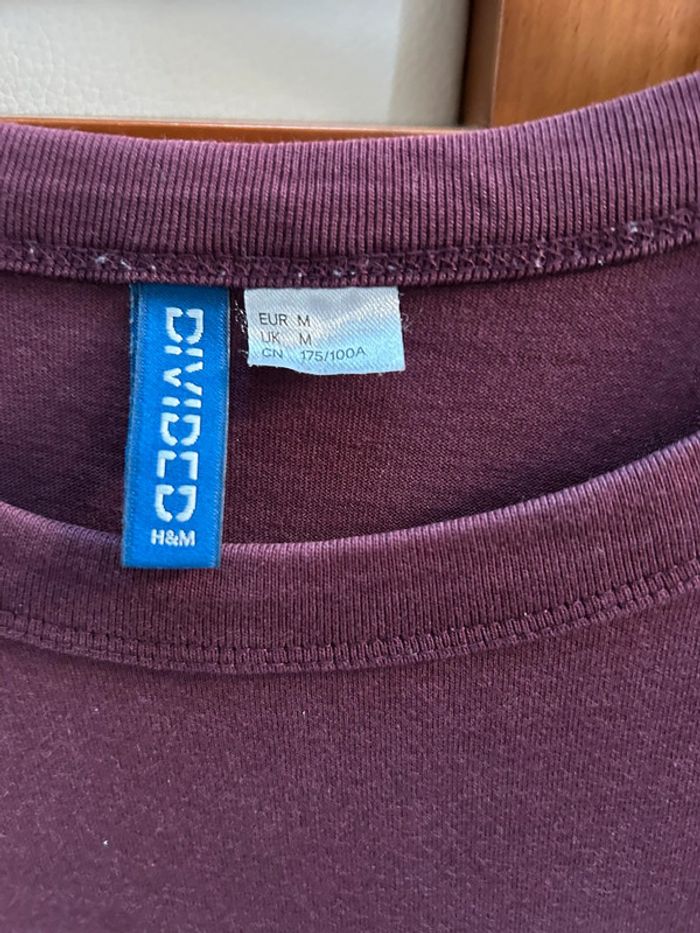 DIVIDED
H&M
EUR M
UK M
CN 175/100A